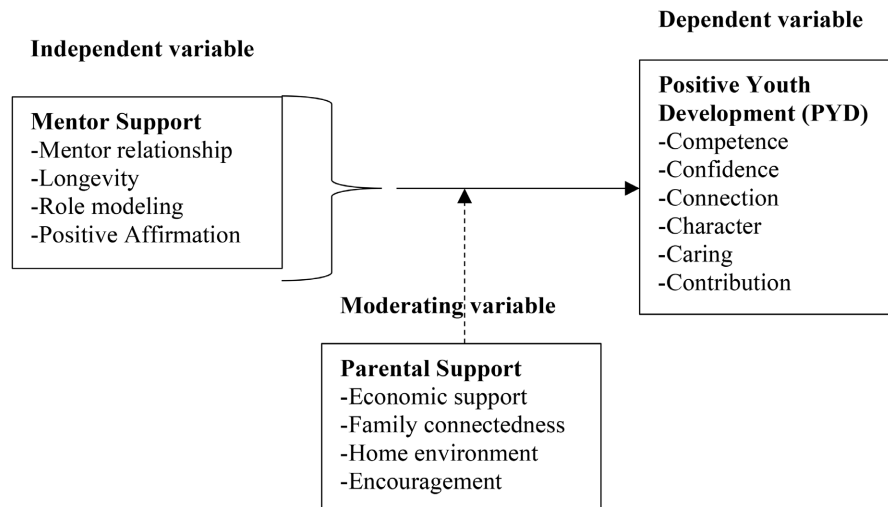 Independent variable
Mentor Support
-Mentor relationship
-Longevity
-Role modeling
-Positive Affirmation
Dependent variable
Positive Youth
Development (PYD)
-Competence
-Confidence
-Connection
-Character
-Caring
-Contribution
Moderating variable
Parental Support
-Economic support
-Family connectedness
-Home environment
-Encouragement